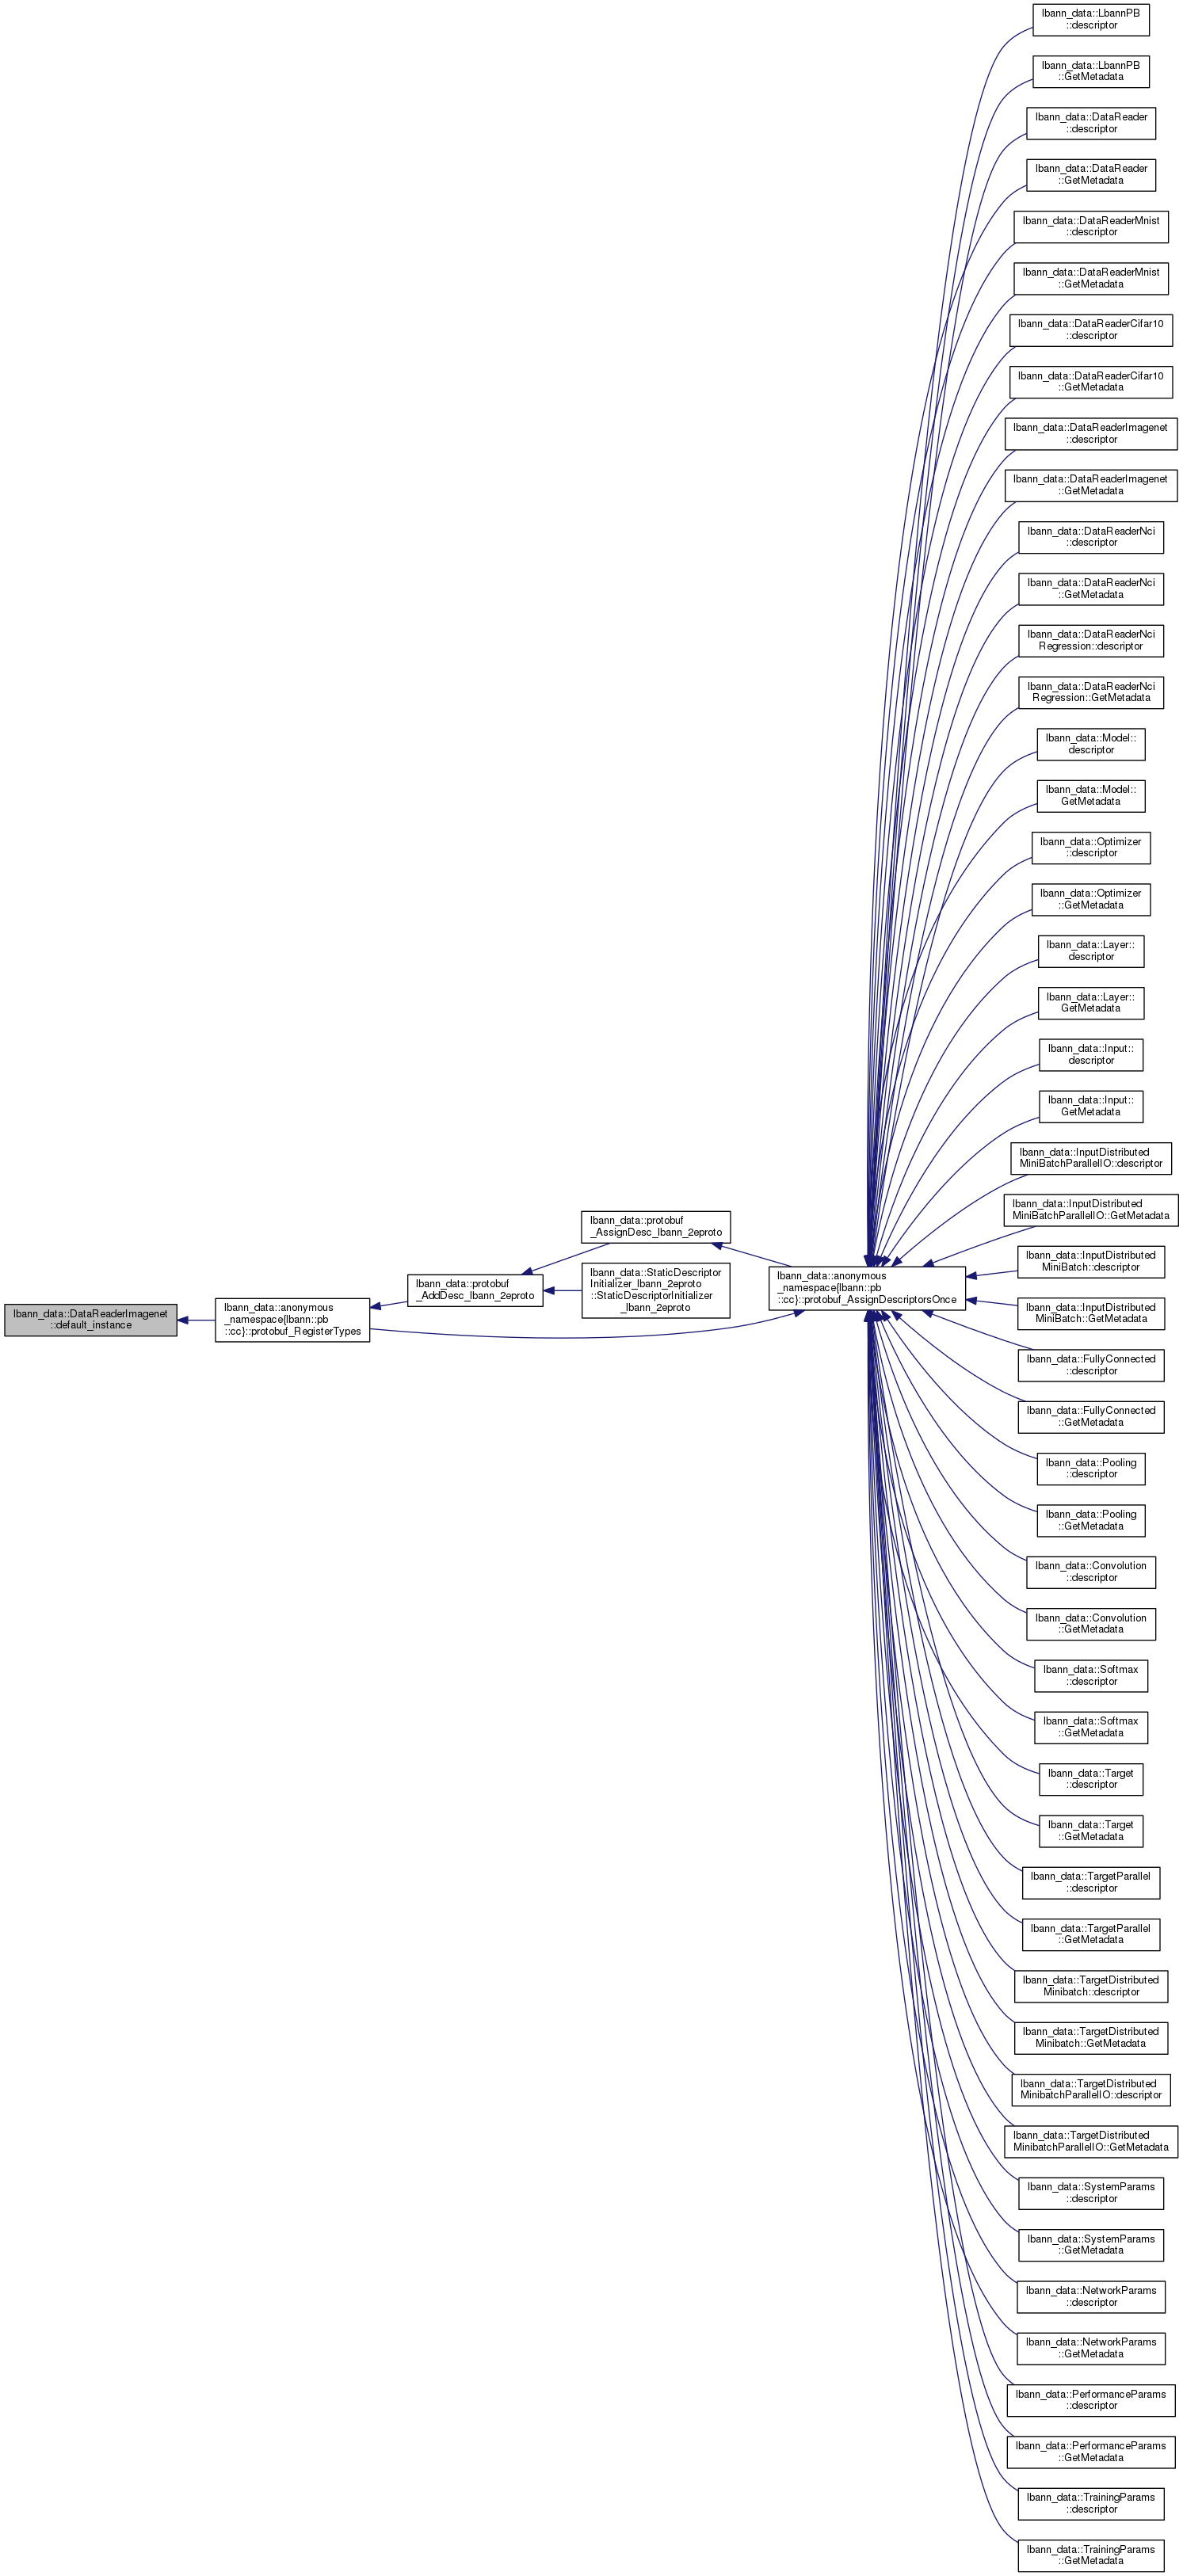 lbann_data::DataReaderImagenet
::default_instance
lbann_data::anonymous
_namespace{lbann::pb
::cc}::protobuf_RegisterTypes
lbann_data::protobuf
_AddDesc_lbann_2eproto
lbann_data::protobuf
_AssignDesc_lbann_2eproto
lbann_data::StaticDescriptor
Initializer_lbann_2eproto
::StaticDescriptorInitializer
_lbann_2eproto
lbann_data::anonymous
_namespace{lbann::pb
::cc}::protobuf_AssignDescriptorsOnce
lbann_data::LbannPB
::descriptor
lbann_data::LbannPB
::GetMetadata
lbann_data::DataReader
::descriptor
lbann_data::DataReader
::GetMetadata
lbann_data::DataReaderMnist
::descriptor
lbann_data::DataReaderMnist
::GetMetadata
lbann_data::DataReaderCifar10
::descriptor
lbann_data::DataReaderCifar10
::GetMetadata
lbann_data::DataReaderImagenet
::descriptor
lbann_data::DataReaderImagenet
::GetMetadata
lbann_data::DataReaderNci
::descriptor
lbann_data::DataReaderNci
::GetMetadata
lbann_data::DataReaderNci
Regression::descriptor
lbann_data::DataReaderNci
Regression::GetMetadata
lbann_data::Model::
descriptor
lbann_data::Model::
GetMetadata
lbann_data::Optimizer
::descriptor
lbann_data::Optimizer
::GetMetadata
lbann_data::Layer::
descriptor
lbann_data::Layer::
GetMetadata
lbann_data::Input::
descriptor
lbann_data::Input::
GetMetadata
lbann_data::InputDistributed
MiniBatchParallelIO::descriptor
lbann_data::InputDistributed
MiniBatchParallelIO::GetMetadata
lbann_data::InputDistributed
MiniBatch::descriptor
lbann_data::InputDistributed
MiniBatch::GetMetadata
lbann_data::FullyConnected
::descriptor
lbann_data::FullyConnected
::GetMetadata
lbann_data::Pooling
::descriptor
lbann_data::Pooling
::GetMetadata
lbann_data::Convolution
::descriptor
lbann_data::Convolution
::GetMetadata
lbann_data::Softmax
::descriptor
lbann_data::Softmax
::GetMetadata
lbann_data::Target
::descriptor
lbann_data::Target
::GetMetadata
lbann_data::TargetParallel
::descriptor
lbann_data::TargetParallel
::GetMetadata
lbann_data::TargetDistributed
Minibatch::descriptor
lbann_data::TargetDistributed
Minibatch::GetMetadata
lbann_data::TargetDistributed
MinibatchParallelIO::descriptor
lbann_data::TargetDistributed
MinibatchParallelIO::GetMetadata
lbann_data::SystemParams
::descriptor
lbann_data::SystemParams
::GetMetadata
lbann_data::NetworkParams
::descriptor
lbann_data::NetworkParams
::GetMetadata
lbann_data::PerformanceParams
::descriptor
lbann_data::PerformanceParams
::GetMetadata
lbann_data::TrainingParams
::descriptor
lbann_data::TrainingParams
::GetMetadata